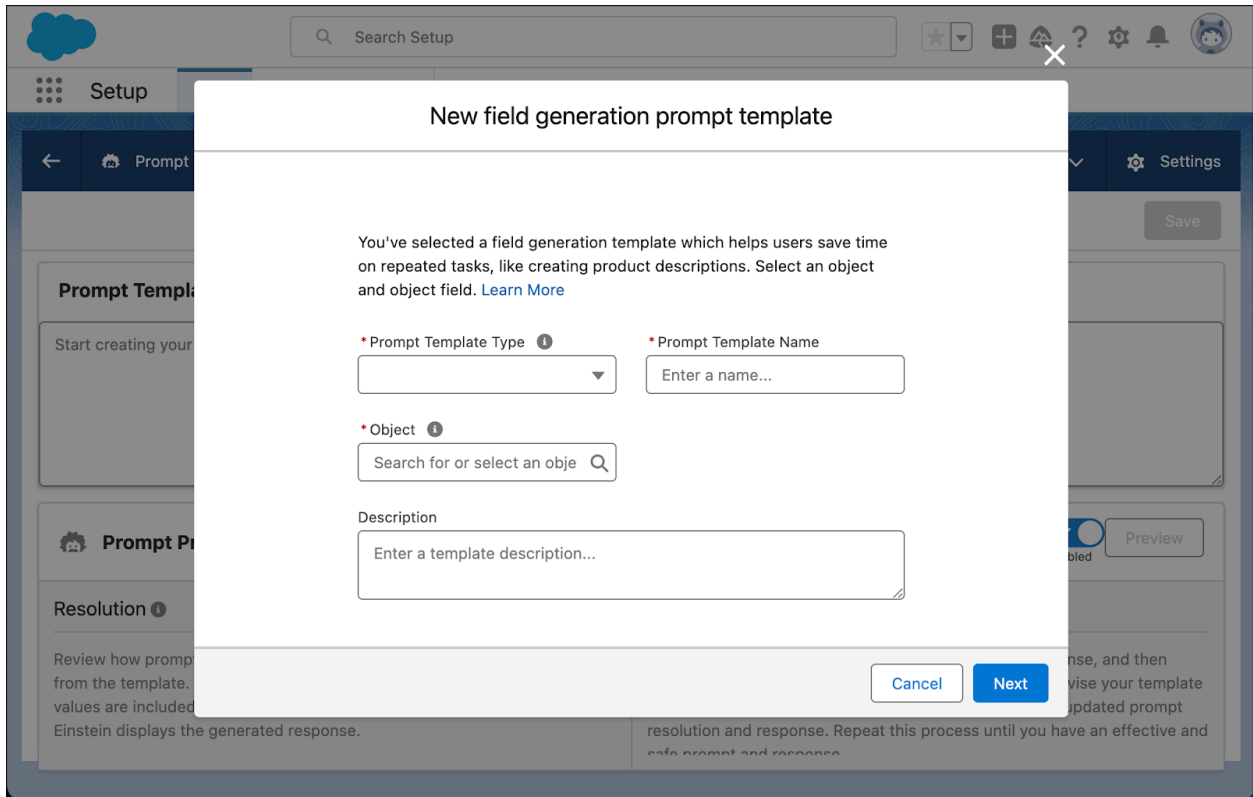 Search Setup
Setup
Prompt
Settings
Save
New field generation prompt template
You've selected a field generation template which helps users save time
on repeated tasks, like creating product descriptions. Select an object
and object field. Learn More
*Prompt Template Type
*Prompt Template Name
Enter a name...
*Object
Search for or select an obje
Description
Enter a template description...
Cancel
Next
Prompt Templa
Start creating your
Prompt Pr
bled
Preview
Resolution
Review how promp
from the template.
values are included
Einstein displays the generated response.
nse, and then
vise your template
updated prompt
resolution and response. Repeat this process until you have an effective and
safe prompt and response